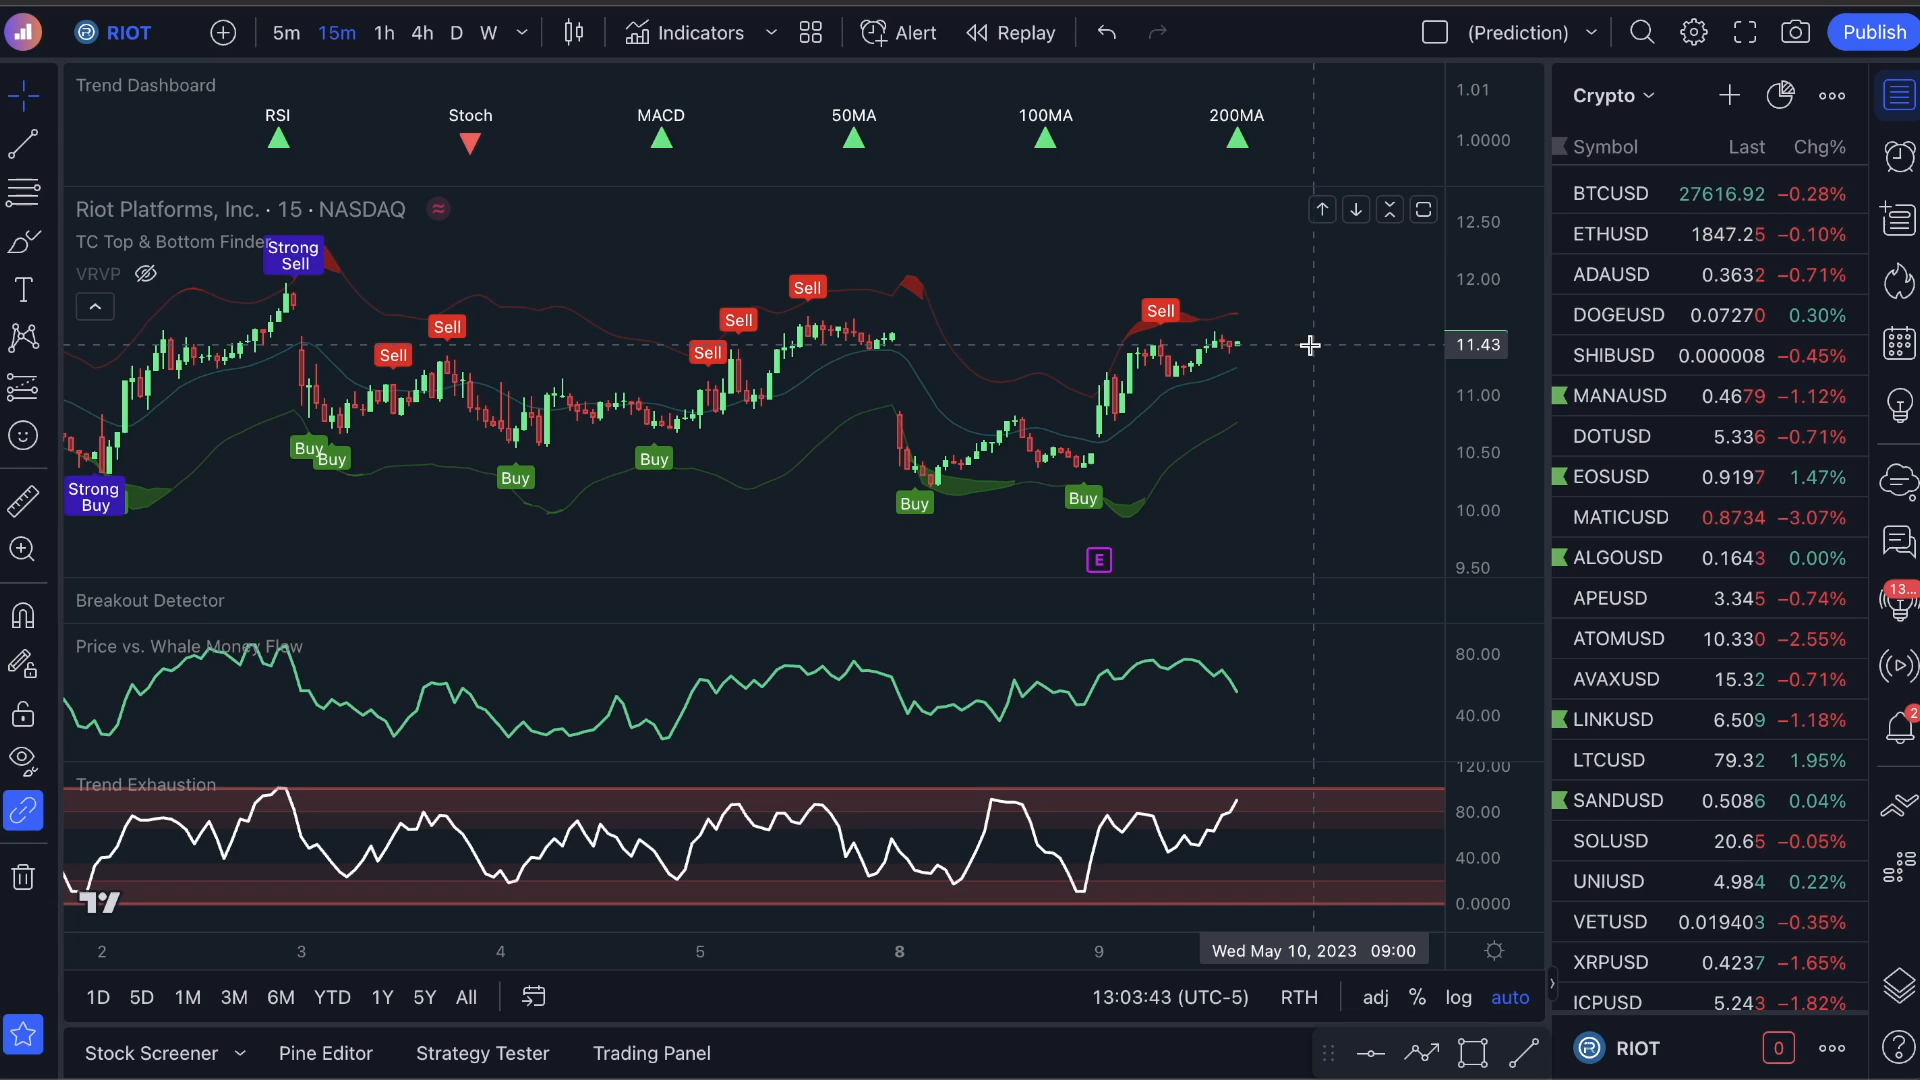 RIOT 5m 15m 1h 4h D W Indicators Alert Replay (Prediction) Publish
Trend Dashboard
RSI Stoch MACD 50MA 100MA 200MA
1.01
1.0000
Riot Platforms, Inc. · 15 · NASDAQ
TC Top & Bottom Finder
VRVP
Strong
Sell
Sell
Sell
Sell
Sell
Sell
Sell
Strong
Buy
Buy
Buy
Buy
Buy
Buy
Buy
E
12.50
12.00
11.43
11.00
10.50
10.00
9.50
Breakout Detector
Price vs. Whale Money Flow
80.00
40.00
Trend Exhaustion
120.00
80.00
40.00
0.0000
2 3 4 5 8 9 Wed May 10, 2023 09:00
1D 5D 1M 3M 6M YTD 1Y 5Y All 13:03:43 (UTC-5) RTH adj % log auto
Stock Screener Pine Editor Strategy Tester Trading Panel
Crypto
Symbol Last Chg%
BTCUSD 27616.92 −0.28%
ETHUSD 1847.25 −0.10%
ADAUSD 0.3632 −0.71%
DOGEUSD 0.07270 0.30%
SHIBUSD 0.000008 −0.45%
MANAUSD 0.4679 −1.12%
DOTUSD 5.336 −0.71%
EOSUSD 0.9197 1.47%
MATICUSD 0.8734 −3.07%
ALGOUSD 0.1643 0.00%
APEUSD 3.345 −0.74%
ATOMUSD 10.330 −2.55%
AVAXUSD 15.32 −0.71%
LINKUSD 6.509 −1.18%
LTCUSD 79.32 1.95%
SANDUSD 0.5086 0.04%
SOLUSD 20.65 −0.05%
UNIUSD 4.984 0.22%
VETUSD 0.019403 −0.35%
XRPUSD 0.4237 −1.65%
ICPUSD 5.243 −1.82%
RIOT 0
13...
2